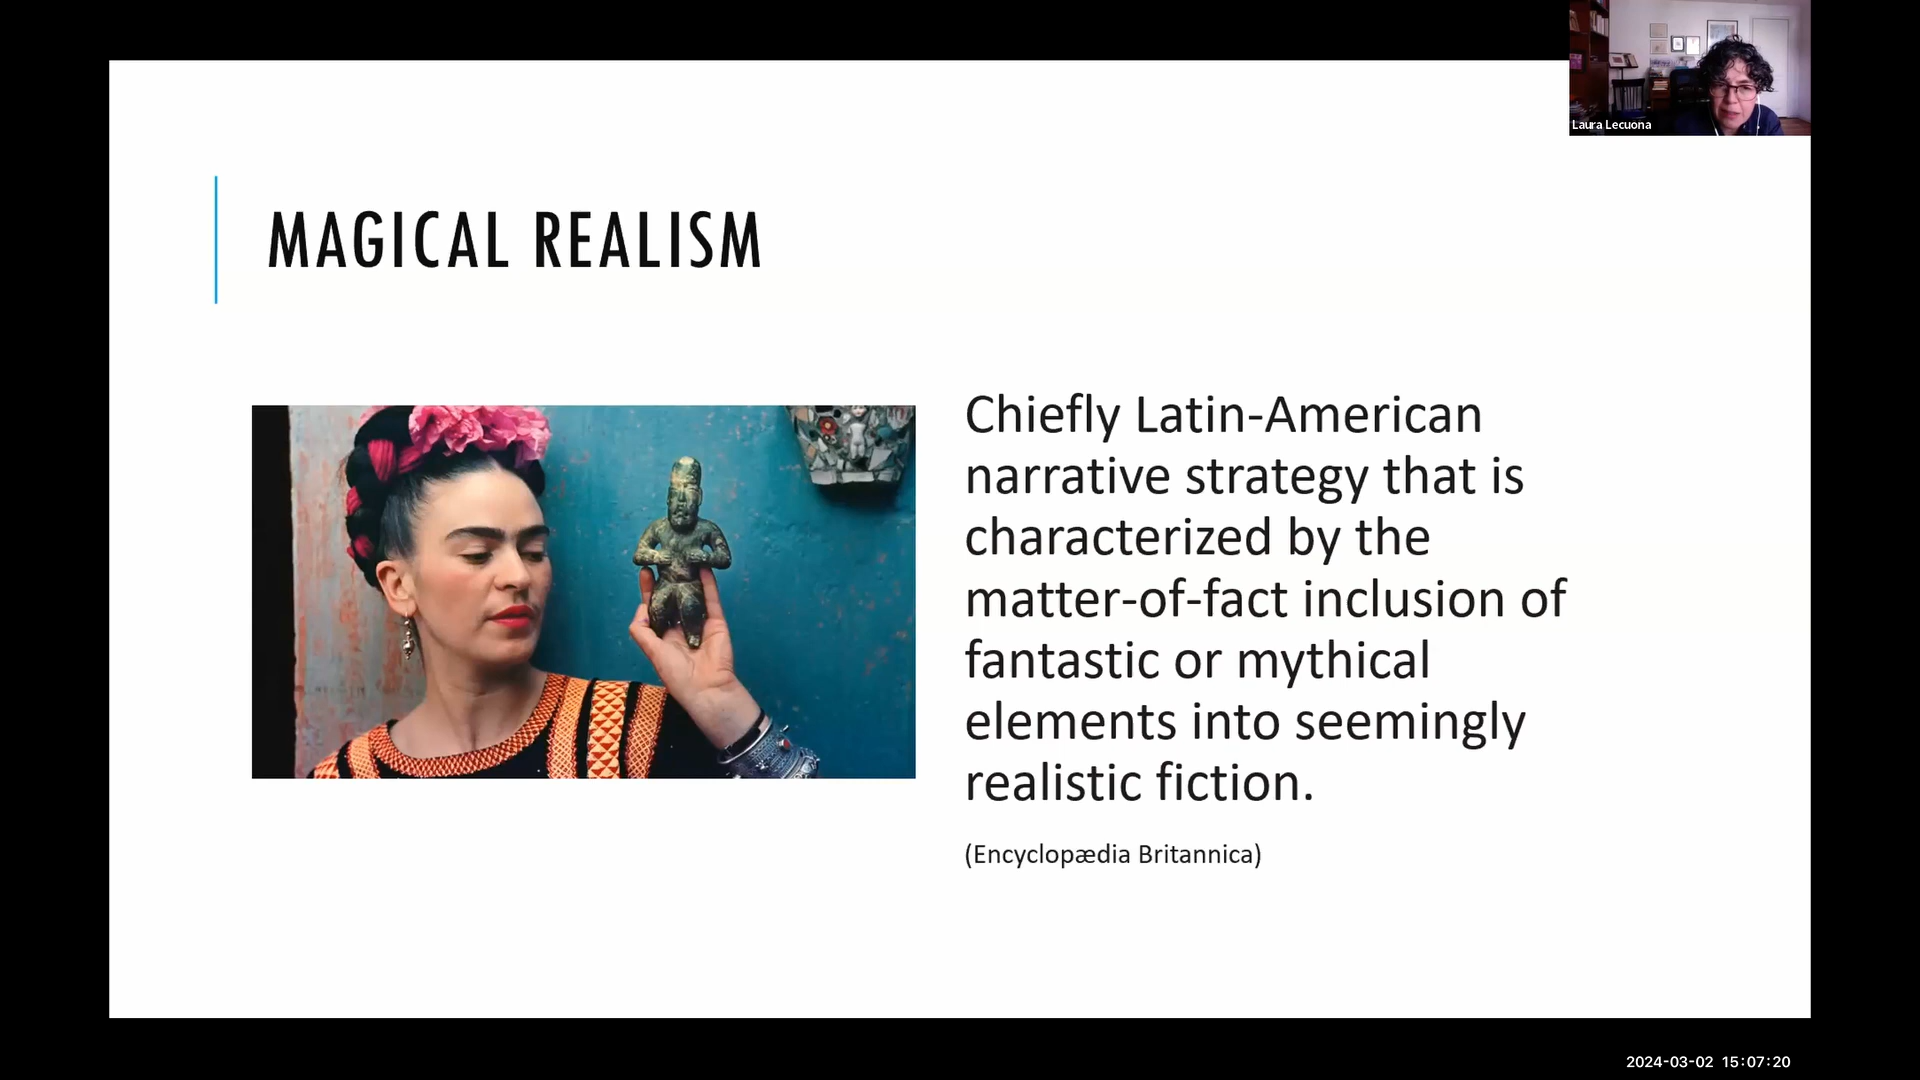 Laura Lecuona
MAGICAL REALISM
Chiefly Latin-American
narrative strategy that is
characterized by the
matter-of-fact inclusion of
fantastic or mythical
elements into seemingly
realistic fiction.
(Encyclopædia Britannica)
2024-03-02 15:07:20